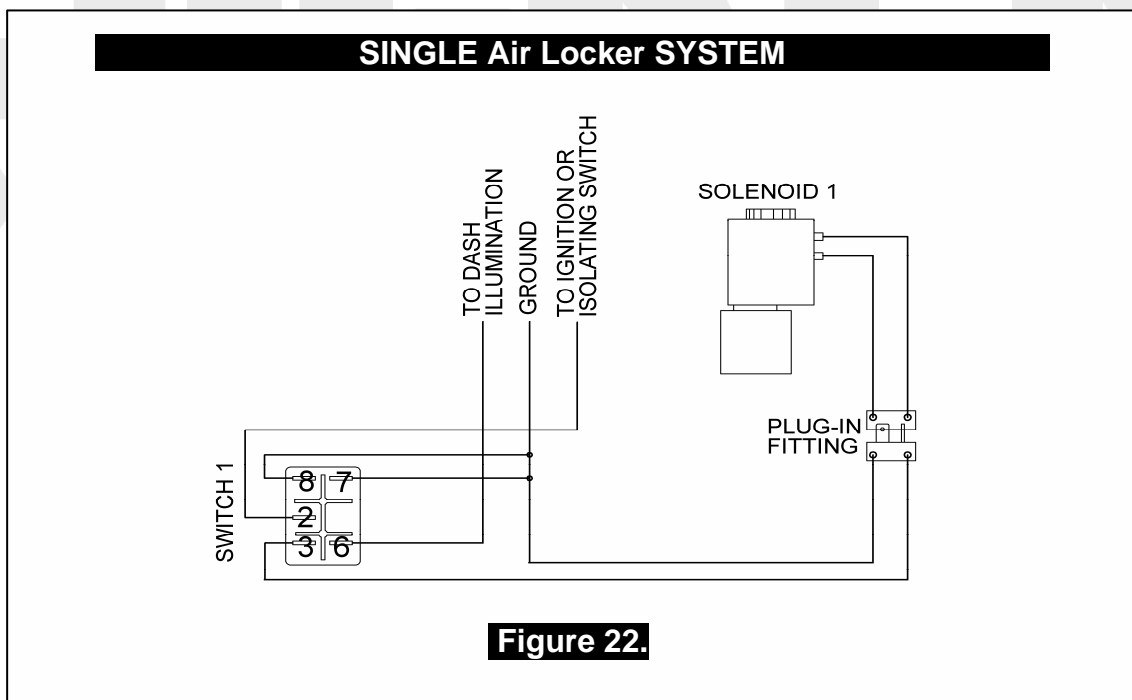 SINGLE Air Locker SYSTEM
TO DASH
ILLUMINATION
GROUND
TO IGNITION OR
ISOLATING SWITCH
SOLENOID 1
PLUG-IN
FITTING
SWITCH 1
8 7
2
3 6
Figure 22.